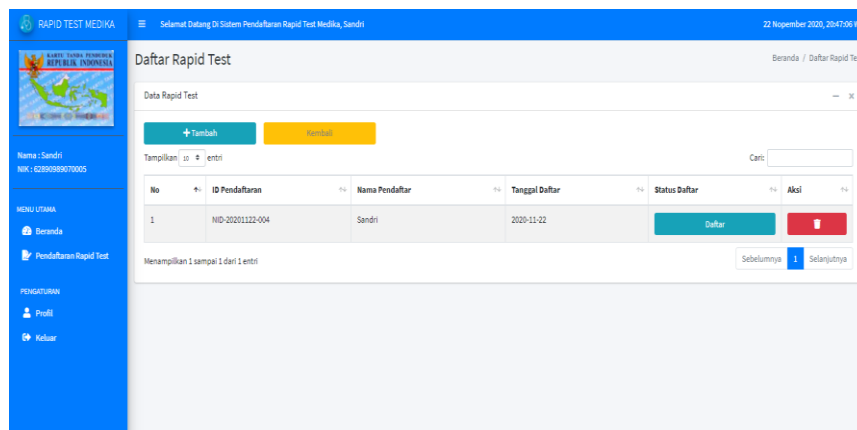 RAPID TEST MEDIKA
Selamat Datang Di Sistem Pendaftaran Rapid Test Medika, Sandri
22 Nopember 2020, 20:47:06 W
KARTU TANDA PENDUDUK
REPUBLIK INDONESIA
Daftar Rapid Test
Beranda / Daftar Rapid Te
Data Rapid Test
Tambah
Kembali
Nama : Sandri
NIK : 62890989070005
Tampilkan 10 entri
Cari:
No ID Pendaftaran Nama Pendaftar Tanggal Daftar Status Daftar Aksi
1 NID-20201122-004 Sandri 2020-11-22 Daftar
MENU UTAMA
Beranda
Pendaftaran Rapid Test
Menampilkan 1 sampai 1 dari 1 entri
Sebelumnya 1 Selanjutnya
PENGATURAN
Profil
Keluar